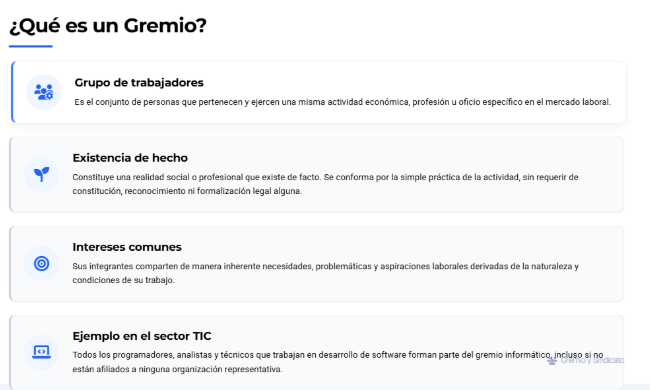 ¿Qué es un Gremio?
Grupo de trabajadores
Es el conjunto de personas que pertenecen y ejercen una misma actividad económica, profesión u oficio específico en el mercado laboral.
Existencia de hecho
Constituye una realidad social o profesional que existe de facto. Se conforma por la simple práctica de la actividad, sin requerir de
constitución, reconocimiento ni formalización legal alguna.
Intereses comunes
Sus integrantes comparten de manera inherente necesidades, problemáticas y aspiraciones laborales derivadas de la naturaleza y
condiciones de su trabajo.
Ejemplo en el sector TIC
Todos los programadores, analistas y técnicos que trabajan en desarrollo de software forman parte del gremio informático, incluso si no
están afiliados a ninguna organización representativa.
Gremio y Sindicato